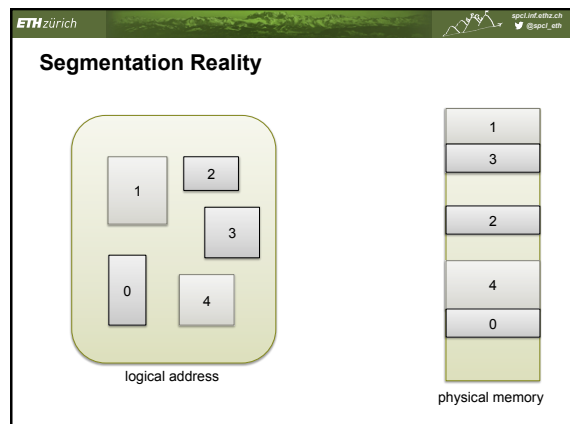 ETH zürich
spcl.inf.ethz.ch
@spcl_eth
Segmentation Reality
1
2
3
0
4
logical address
1
3
2
4
0
physical memory